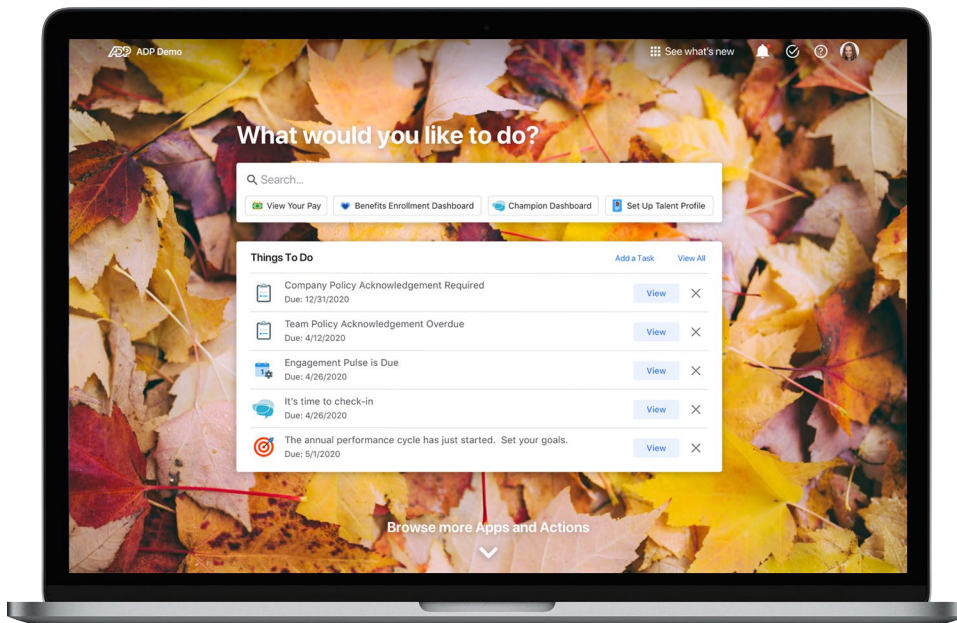 ADP ADP Demo
See what's new
What would you like to do?
Search...
View Your Pay
Benefits Enrollment Dashboard
Champion Dashboard
Set Up Talent Profile
Things To Do
Add a Task
View All
Company Policy Acknowledgement Required
Due: 12/31/2020
View
Team Policy Acknowledgement Overdue
Due: 4/12/2020
View
Engagement Pulse is Due
Due: 4/26/2020
1
View
It's time to check-in
Due: 4/26/2020
View
The annual performance cycle has just started. Set your goals.
Due: 5/1/2020
View
Browse more Apps and Actions